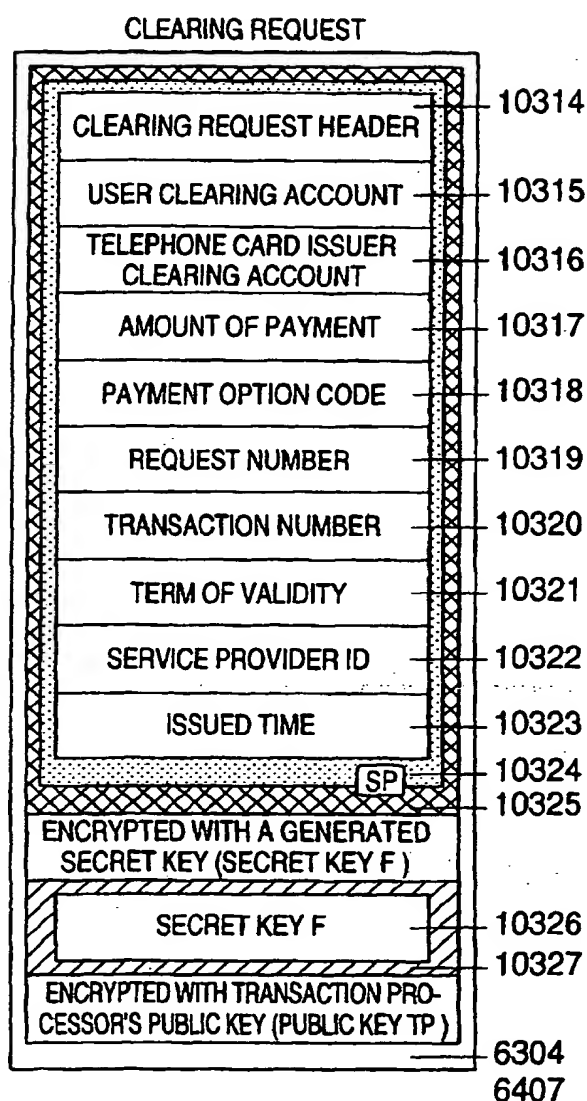 CLEARING REQUEST
CLEARING REQUEST HEADER 10314
USER CLEARING ACCOUNT 10315
TELEPHONE CARD ISSUER
CLEARING ACCOUNT 10316
AMOUNT OF PAYMENT 10317
PAYMENT OPTION CODE 10318
REQUEST NUMBER 10319
TRANSACTION NUMBER 10320
TERM OF VALIDITY 10321
SERVICE PROVIDER ID 10322
ISSUED TIME 10323
SP 10324
10325
ENCRYPTED WITH A GENERATED
SECRET KEY (SECRET KEY F)
SECRET KEY F 10326
10327
ENCRYPTED WITH TRANSACTION PRO-
CESSOR'S PUBLIC KEY (PUBLIC KEY TP)
6304
6407